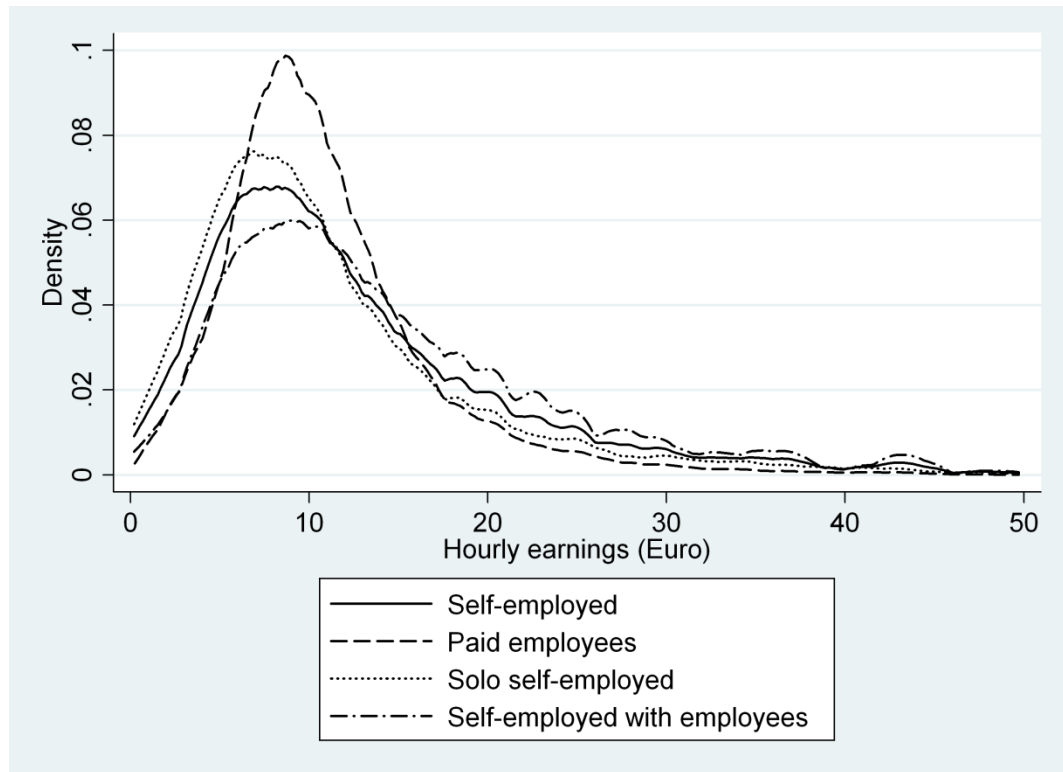 .1
.08
.06
.04
.02
0
Density
0 10 20 30 40 50
Hourly earnings (Euro)
Self-employed
Paid employees
Solo self-employed
Self-employed with employees